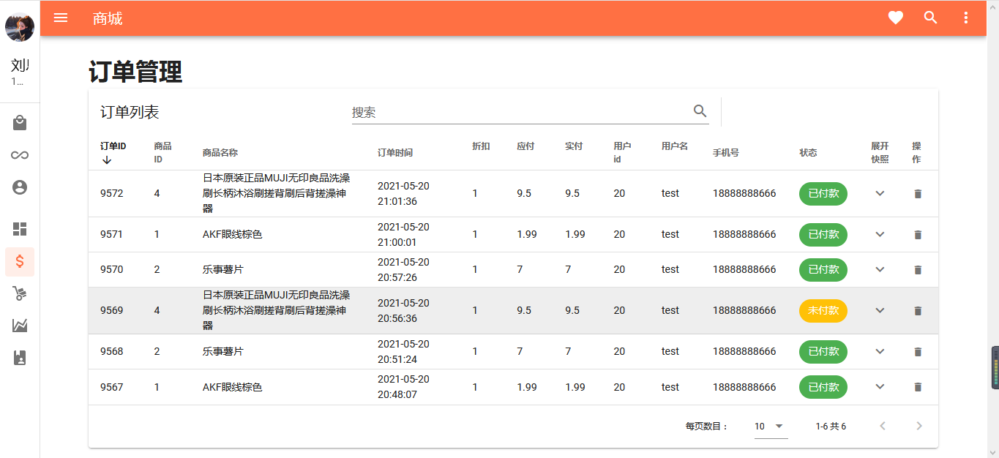 商城
刘
1...
订单管理
订单列表
搜索
订单ID
商品
ID
商品名称
订单时间
折扣
应付
实付
用户
id
用户名
手机号
状态
展开
快照
操
作
9572 4 日本原装正品MUJI无印良品洗澡
刷长柄沐浴刷搓背刷后背搓澡神
器
2021-05-20
21:01:36
1 9.5 9.5 20 test 18888888666 已付款
9571 1 AKF眼线棕色
2021-05-20
21:00:01
1 1.99 1.99 20 test 18888888666 已付款
9570 2 乐事薯片
2021-05-20
20:57:26
1 7 7 20 test 18888888666 已付款
9569 4 日本原装正品MUJI无印良品洗澡
刷长柄沐浴刷搓背刷后背搓澡神
器
2021-05-20
20:56:36
1 9.5 9.5 20 test 18888888666 未付款
9568 2 乐事薯片
2021-05-20
20:51:24
1 7 7 20 test 18888888666 已付款
9567 1 AKF眼线棕色
2021-05-20
20:48:07
1 1.99 1.99 20 test 18888888666 已付款
每页数目： 10 1-6 共 6